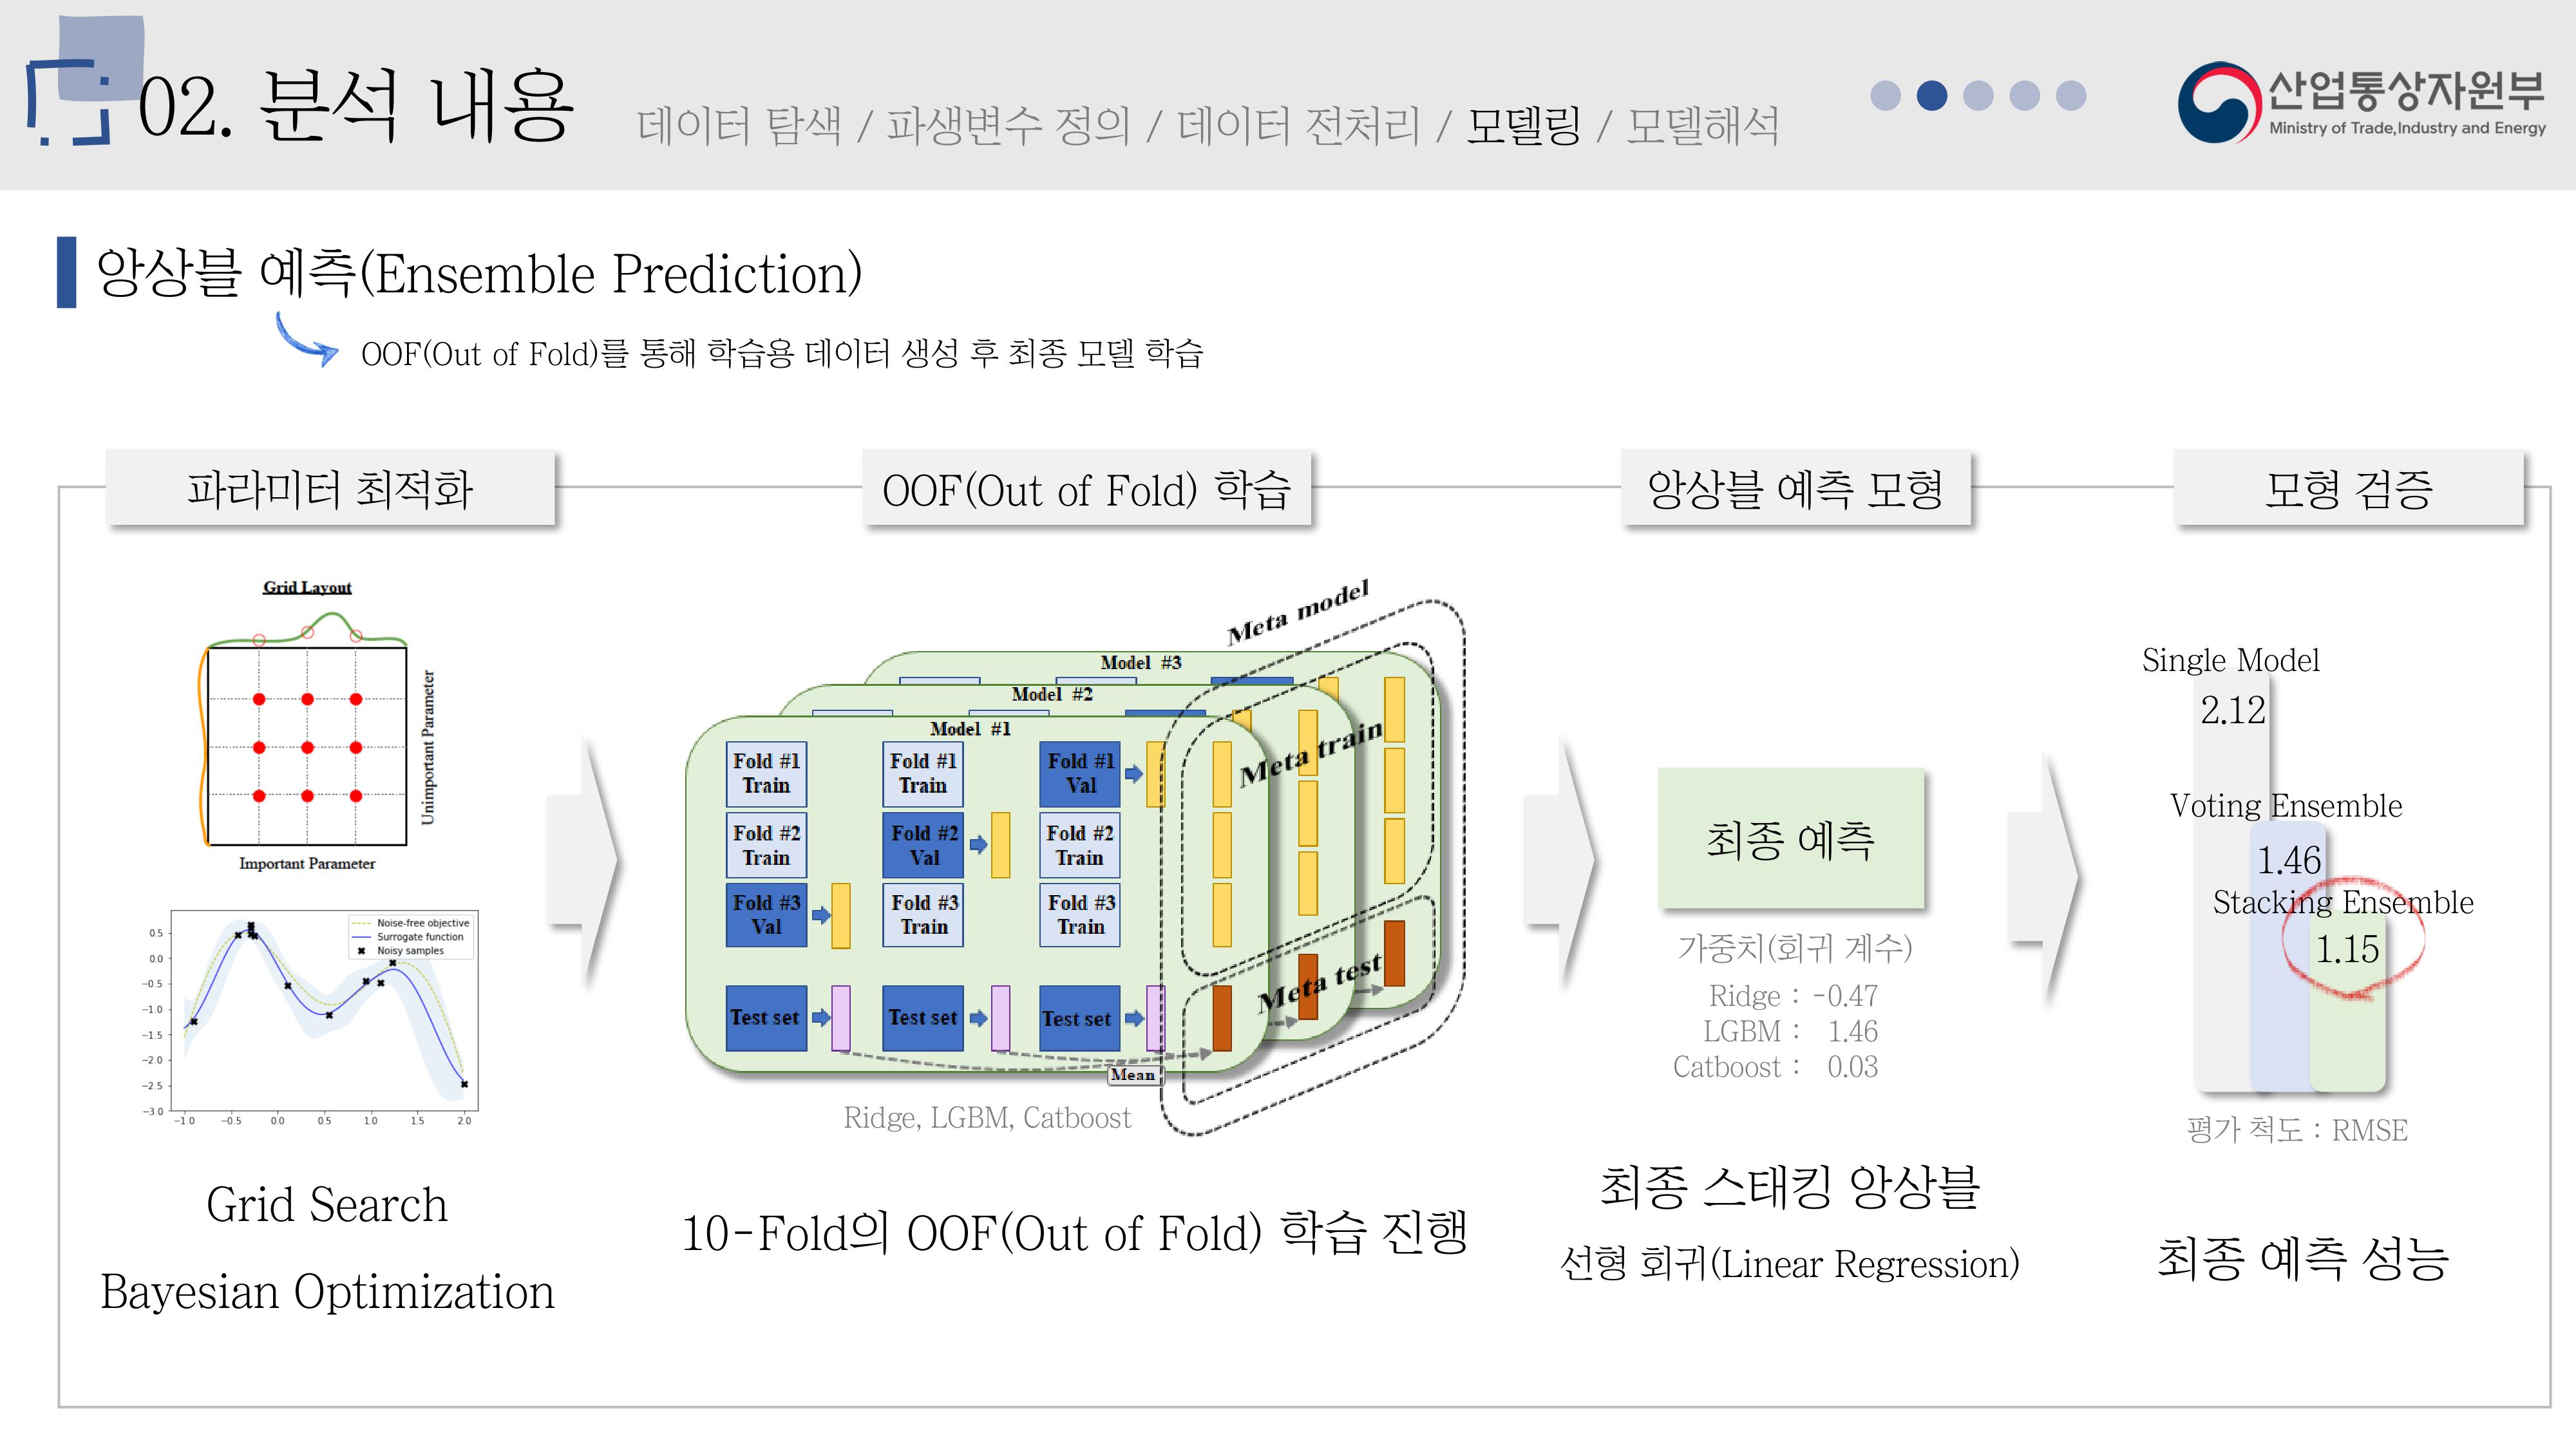 02. 분석 내용
데이터 탐색 / 파생변수 정의 / 데이터 전처리 / 모델링 / 모델해석
산업통상자원부
Ministry of Trade,Industry and Energy
앙상블 예측(Ensemble Prediction)
OOF(Out of Fold)를 통해 학습용 데이터 생성 후 최종 모델 학습
파라미터 최적화
Grid Layout
Unimportant Parameter
Important Parameter
Noise-free objective
Surrogate function
Noisy samples
0.5
0.0
−0.5
−1.0
−1.5
−2.0
−2.5
−3.0
−1.0 −0.5 0.0 0.5 1.0 1.5 2.0
Grid Search
Bayesian Optimization
OOF(Out of Fold) 학습
Meta model
Model #3
Model #2
Model #1
Meta train
Fold #1 Fold #1 Fold #1
Train Train Val
Fold #2 Fold #2 Fold #2
Train Val Train
Fold #3 Fold #3 Fold #3
Val Train Train
Meta test
Test set Test set Test set
Mean
Ridge, LGBM, Catboost
10-Fold의 OOF(Out of Fold) 학습 진행
앙상블 예측 모형
최종 예측
가중치(회귀 계수)
Ridge : -0.47
LGBM : 1.46
Catboost : 0.03
최종 스태킹 앙상블
선형 회귀(Linear Regression)
모형 검증
Single Model
2.12
Voting Ensemble
1.46
Stacking Ensemble
1.15
평가 척도 : RMSE
최종 예측 성능